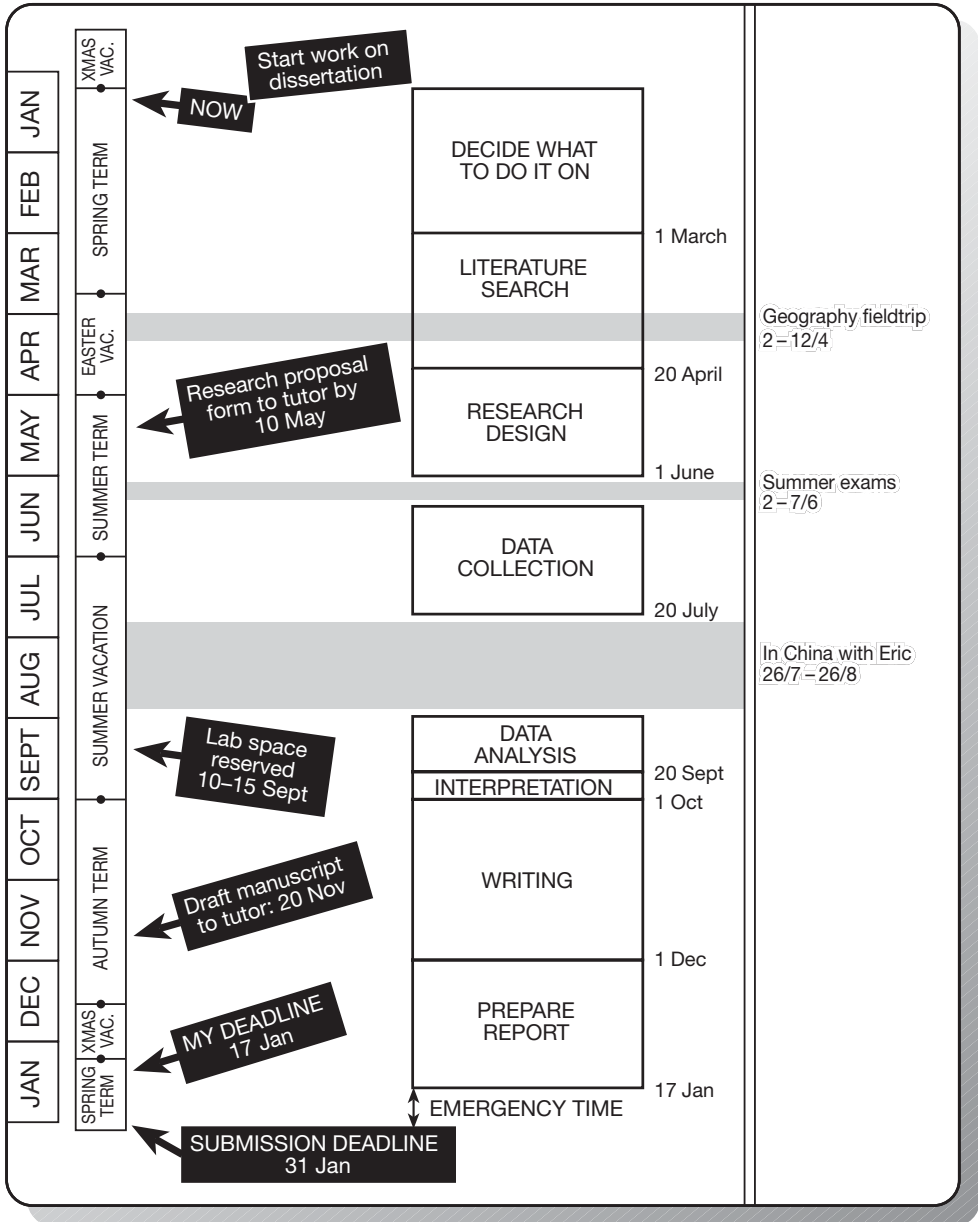 JAN
FEB
MAR
APR
MAY
JUN
JUL
AUG
SEPT
OCT
NOV
DEC
JAN
XMAS
VAC.
SPRING TERM
EASTER
VAC.
SUMMER TERM
SUMMER VACATION
AUTUMN TERM
XMAS
VAC.
SPRING
TERM
Start work on
dissertation
NOW
Research proposal
form to tutor by
10 May
Lab space
reserved
10–15 Sept
Draft manuscript
to tutor: 20 Nov
MY DEADLINE
17 Jan
SUBMISSION DEADLINE
31 Jan
DECIDE WHAT
TO DO IT ON
1 March
LITERATURE
SEARCH
20 April
RESEARCH
DESIGN
1 June
DATA
COLLECTION
20 July
DATA
ANALYSIS
20 Sept
INTERPRETATION
1 Oct
WRITING
1 Dec
PREPARE
REPORT
17 Jan
EMERGENCY TIME
Geography fieldtrip
2–12/4
Summer exams
2–7/6
In China with Eric
26/7–26/8